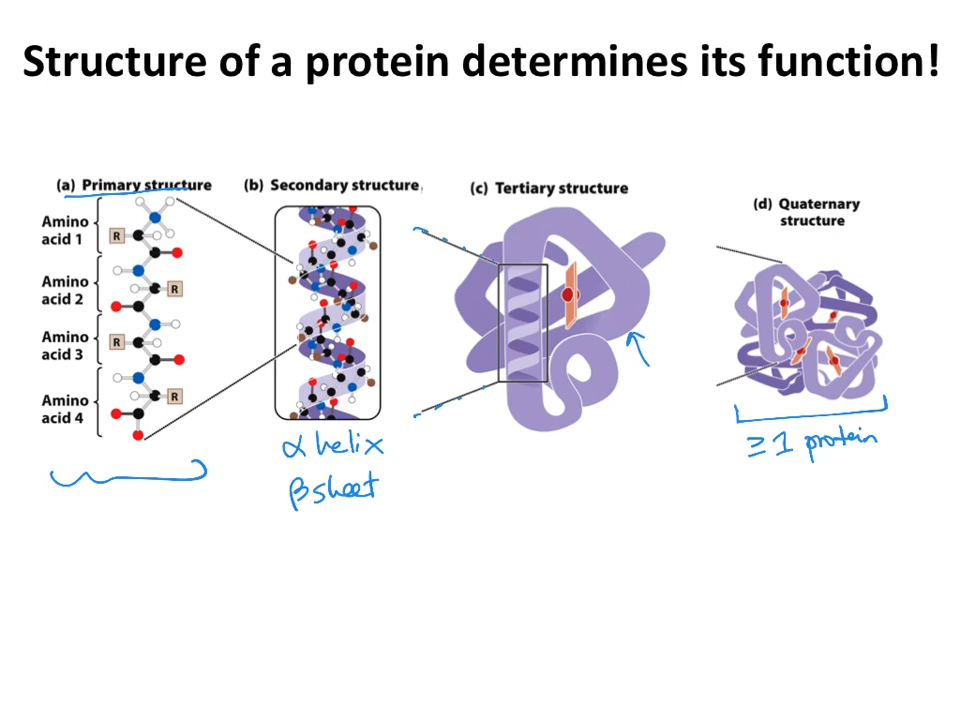 Structure of a protein determines its function!
(a) Primary structure
(b) Secondary structure
(c) Tertiary structure
(d) Quaternary
structure
Amino
acid 1
R
Amino
acid 2
R
Amino
acid 3
R
Amino
acid 4
R
α helix
β sheet
≥1 protein